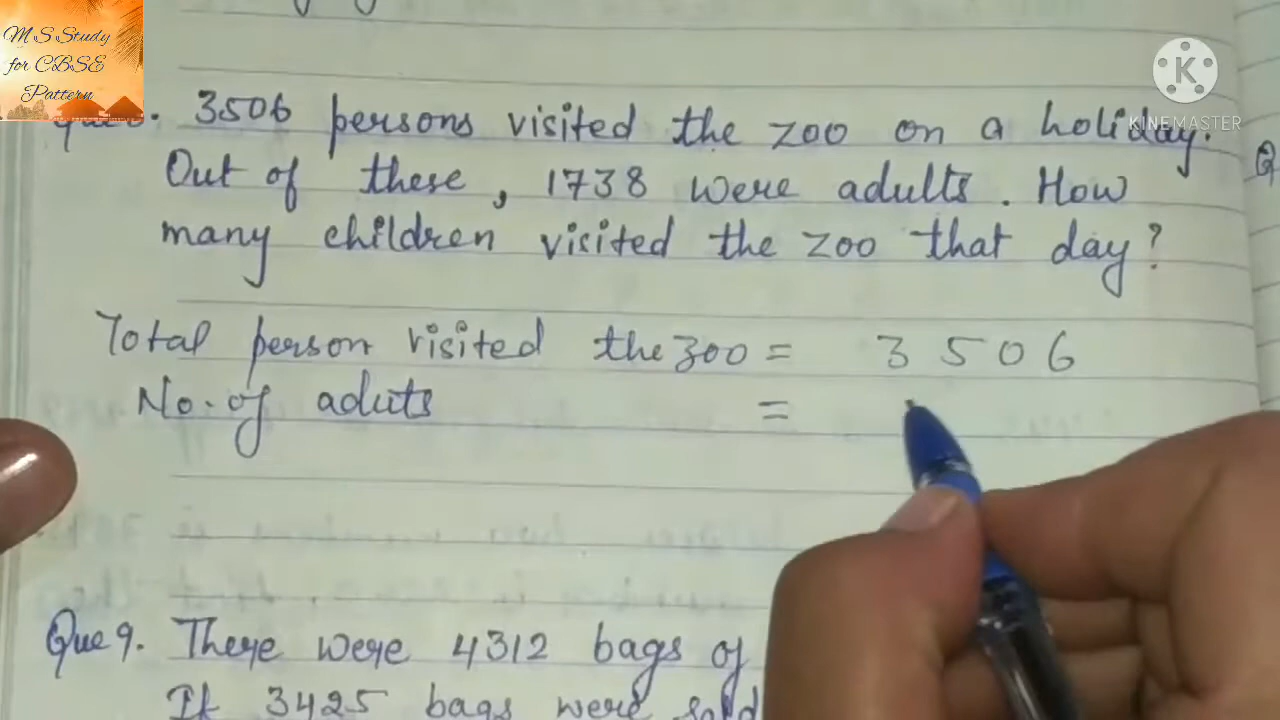 M.S.Study
for CBSE
Pattern
KINEMASTER
3506 persons visited the zoo on a holiday.
Out of these, 1738 were adults. How
many children visited the zoo that day?
Total person visited the zoo = 3506
No. of aduts =
Que 9. There were 4312 bags of
If 3425 bags were sold
Q